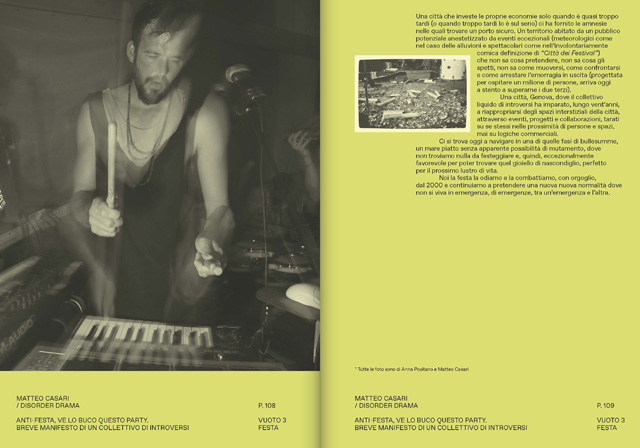 MATTEO CASARI
/ DISORDER DRAMA
P. 108
ANTI-FESTA, VE LO BUCO QUESTO PARTY.
BREVE MANIFESTO DI UN COLLETTIVO DI INTROVERSI
VUOTO 3
FESTA
Una città che investe le proprie economie solo quando è quasi troppo
tardi (o quando troppo tardi lo è sul serio) ci ha fornito le amnesie
nelle quali trovare un porto sicuro. Un territorio abitato da un pubblico
potenziale anestetizzato da eventi eccezionali (meteorologici come
nel caso delle alluvioni e spettacolari come nell'involontariamente
comica definizione di "Città dei Festival")
che non sa cosa pretendere, non sa cosa gli
spetti, non sa come muoversi, come confrontarsi
e come arrestare l'emorragia in uscita (progettata
per ospitare un milione di persone, arriva oggi
a stento a superarne i due terzi).
Una città, Genova, dove il collettivo
liquido di introversi ha imparato, lungo vent'anni,
a riappropriarsi degli spazi interstiziali della città,
attraverso eventi, progetti e collaborazioni, tarati
su se stessi nelle prossimità di persone e spazi,
mai su logiche commerciali.
Ci si trova oggi a navigare in una di quelle fasi di bullesumme,
un mare piatto senza apparente possibilità di mutamento, dove
non troviamo nulla da festeggiare e, quindi, eccezionalmente
favorevole per poter trovare quel gioiello di nascondiglio, perfetto
per il prossimo lustro di vita.
Noi la festa la odiamo e la combattiamo, con orgoglio,
dal 2000 e continuiamo a pretendere una nuova nuova normalità dove
non si viva in emergenza, di emergenze, tra un'emergenza e l'altra.
* Tutte le foto sono di Anna Positano e Matteo Casari
MATTEO CASARI
/ DISORDER DRAMA
P. 109
ANTI-FESTA, VE LO BUCO QUESTO PARTY.
BREVE MANIFESTO DI UN COLLETTIVO DI INTROVERSI
VUOTO 3
FESTA